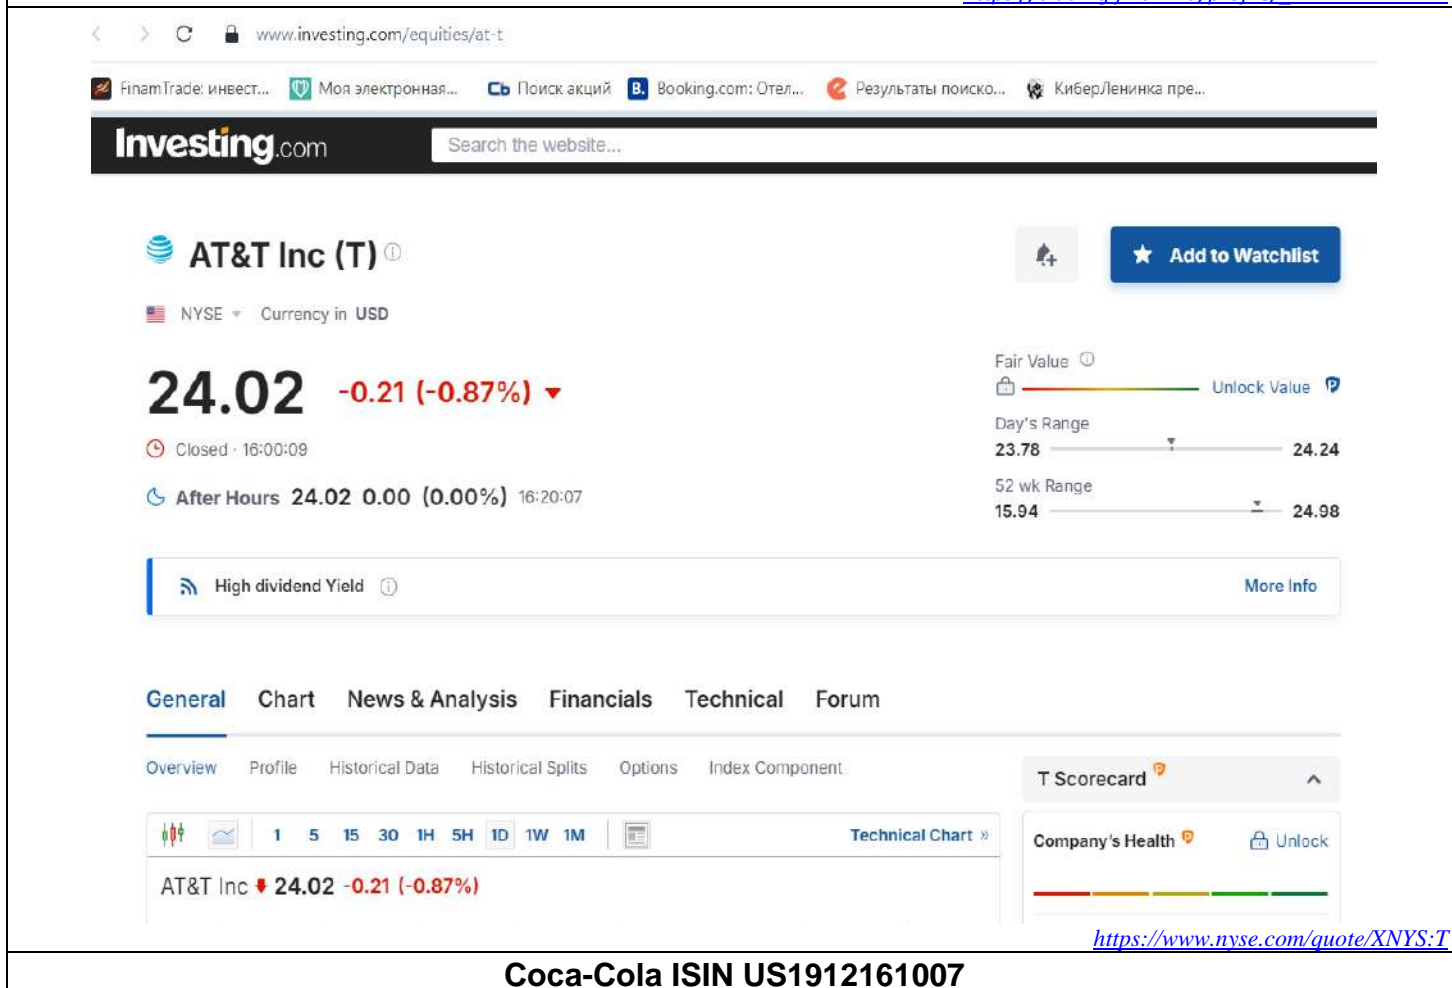 www.investing.com/equities/at-t
FinamTrade: инвест... Моя электронная... Сb Поиск акций B. Booking.com: Отел... Результаты поиско... КиберЛенинка пре...
Investing.com Search the website...
AT&T Inc (T) Add to Watchlist
NYSE Currency in USD
Fair Value
24.02 -0.21 (-0.87%) Unlock Value
Day's Range
Closed · 16:00:09 23.78 24.24
52 wk Range
After Hours 24.02 0.00 (0.00%) 16:20:07
15.94 24.98
High dividend Yield More Info
General Chart News & Analysis Financials Technical Forum
Overview Profile Historical Data Historical Splits Options Index Component
T Scorecard
1 5 15 30 1H 5H 1D 1W 1M Technical Chart »
Company's Health Unlock
AT&T Inc 24.02 -0.21 (-0.87%)
https://www.nyse.com/quote/XNYS:T
Coca-Cola ISIN US1912161007